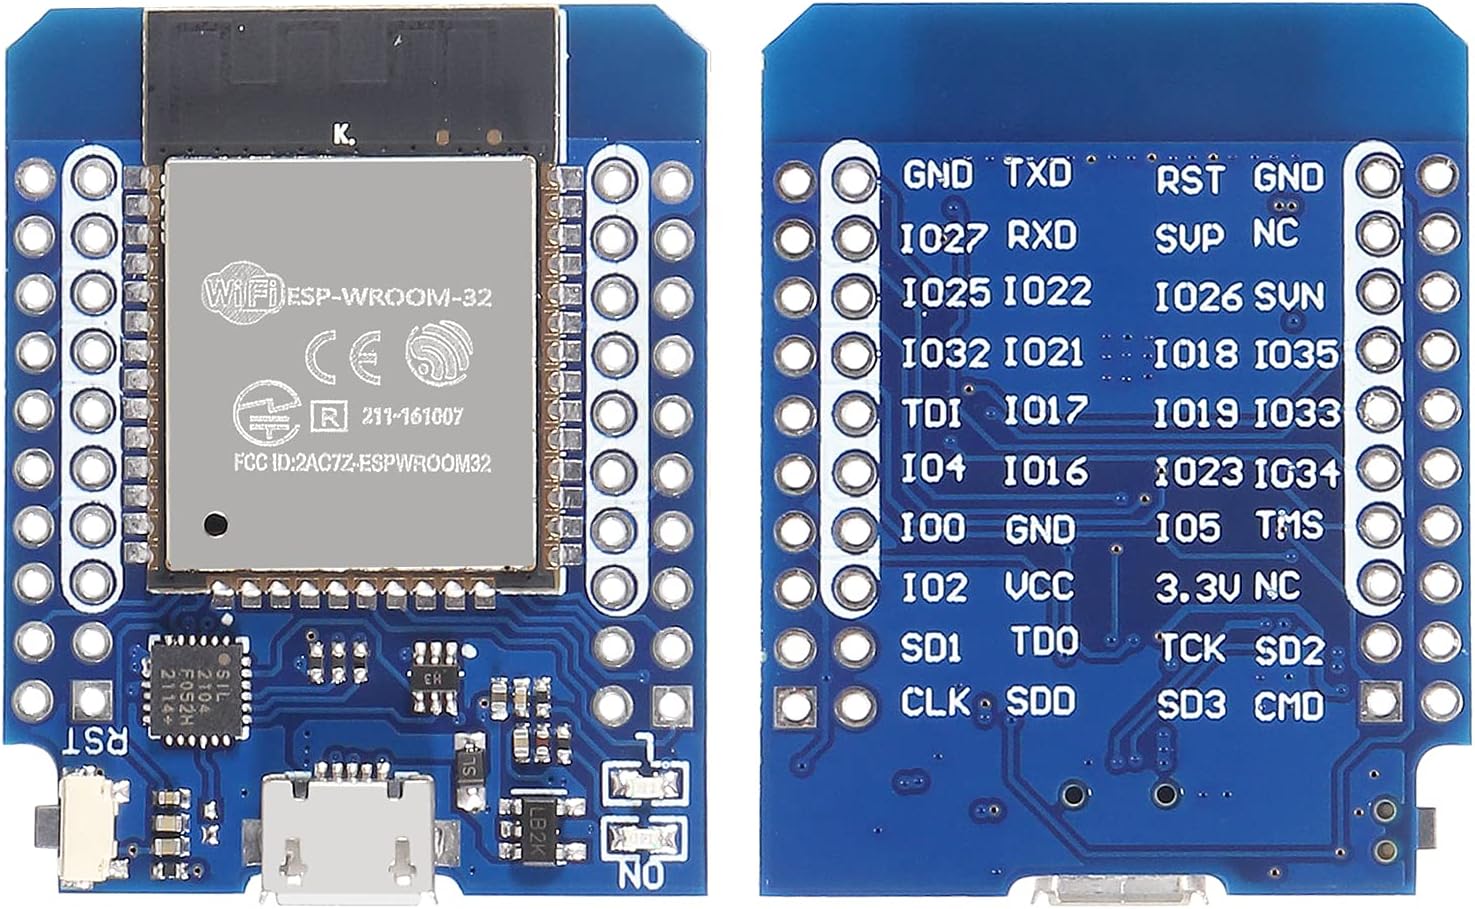 K.
WiFi ESP-WROOM-32
CE
R 211-161007
FCC ID:2AC7Z-ESPWROOM32
SIL
2104
F052H
2114+
H3
RST
SL
LB2K
ON
GND TXD RST GND
IO27 RXD SVP NC
IO25 IO22 IO26 SVN
IO32 IO21 IO18 IO35
TDI IO17 IO19 IO33
IO4 IO16 IO23 IO34
IO0 GND IO5 TMS
IO2 VCC 3.3V NC
SD1 TDO TCK SD2
CLK SDD SD3 CMD